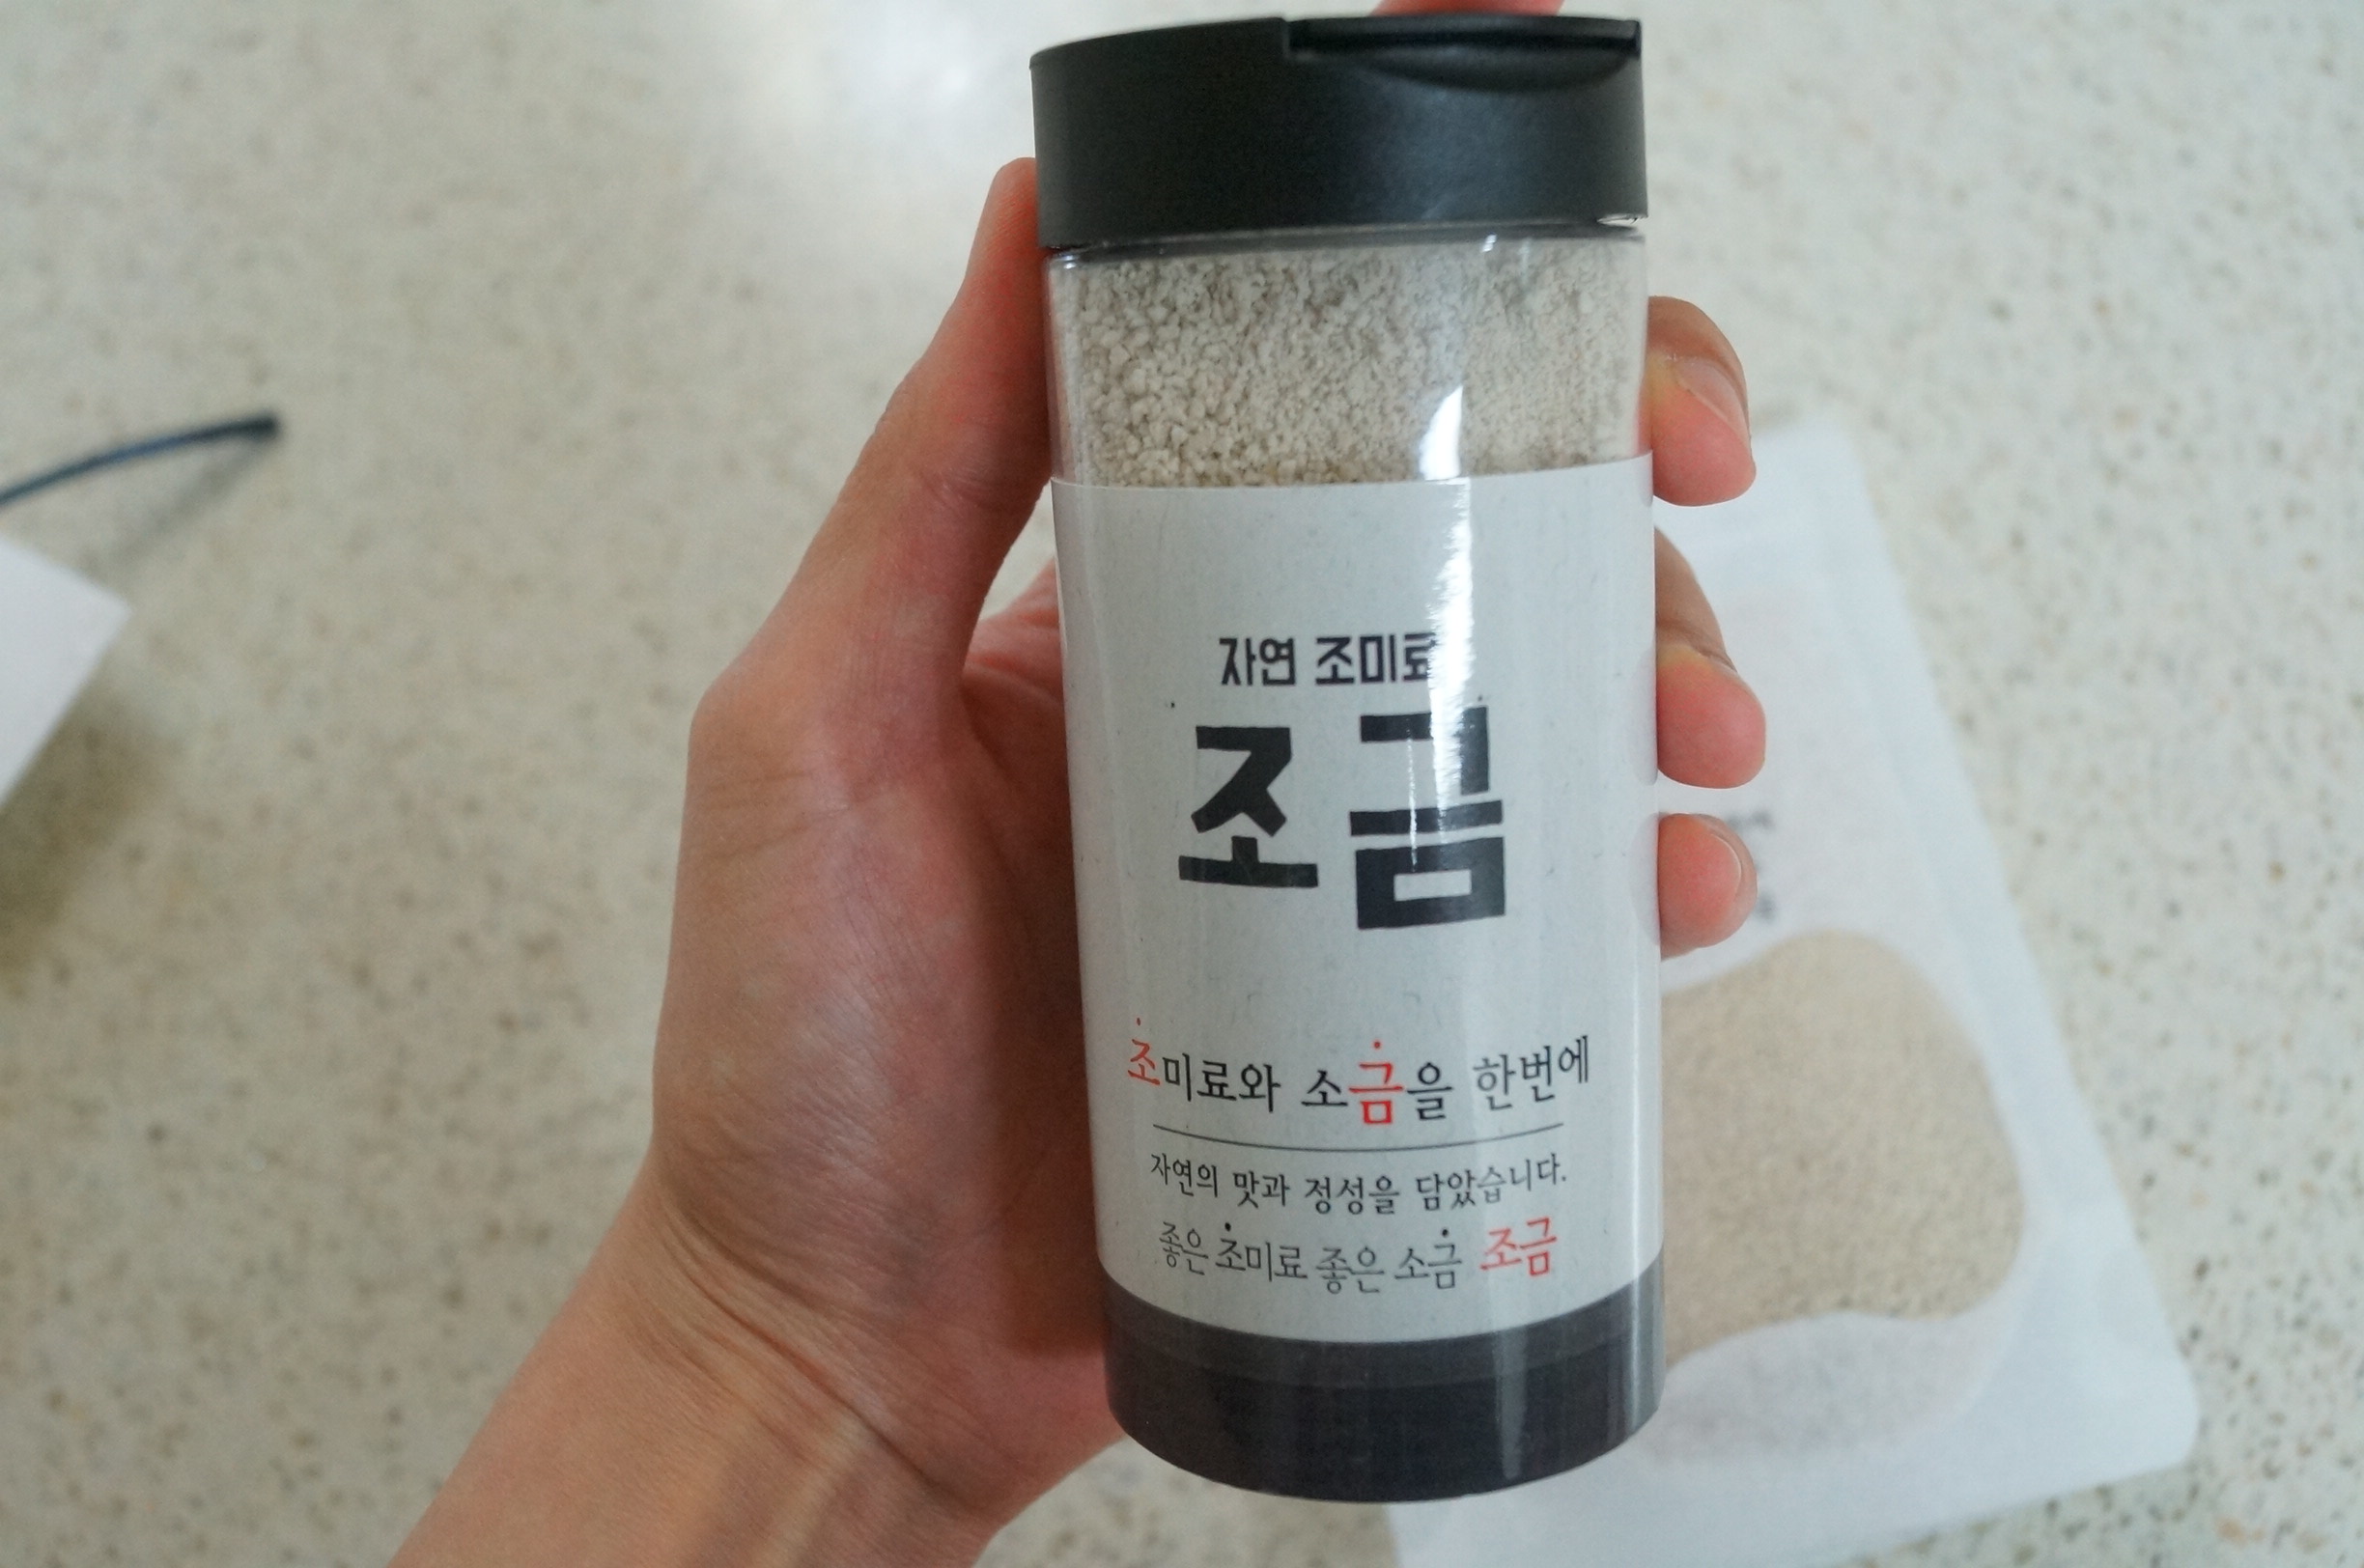 자연 조미료
조금
조미료와 소금을 한번에
자연의 맛과 정성을 담았습니다.
좋은 조미료 좋은 소금 조금